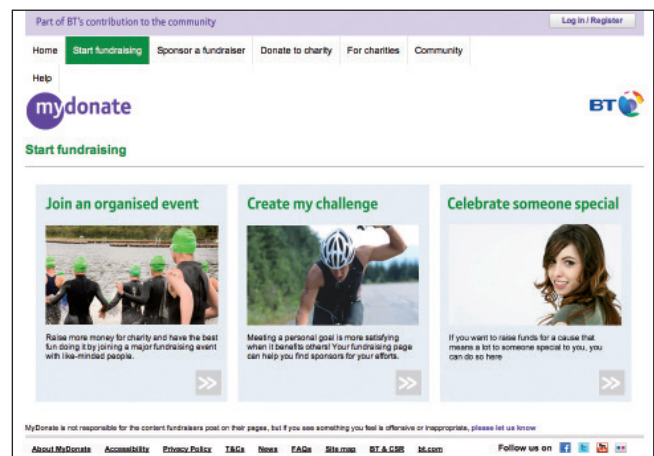 Part of BT's contribution to the community
Log in / Register
Home Start fundraising Sponsor a fundraiser Donate to charity For charities Community
Help
mydonate
BT
Start fundraising
Join an organised event
Raise more money for charity and have the best
fun doing it by joining a major fundraising event
with like-minded people.
>>
Create my challenge
Meeting a personal goal is more satisfying
when it benefits others! Your fundraising page
can help you find sponsors for your efforts.
>>
Celebrate someone special
If you want to raise funds for a cause that
means a lot to someone special to you, you
can do so here
>>
MyDonate is not responsible for the content fundraisers post on their pages, but if you see something you feel is offensive or inappropriate, please let us know
About MyDonate Accessibility Privacy Policy T&Cs News FAQs Site map BT & CSR bt.com Follow us on